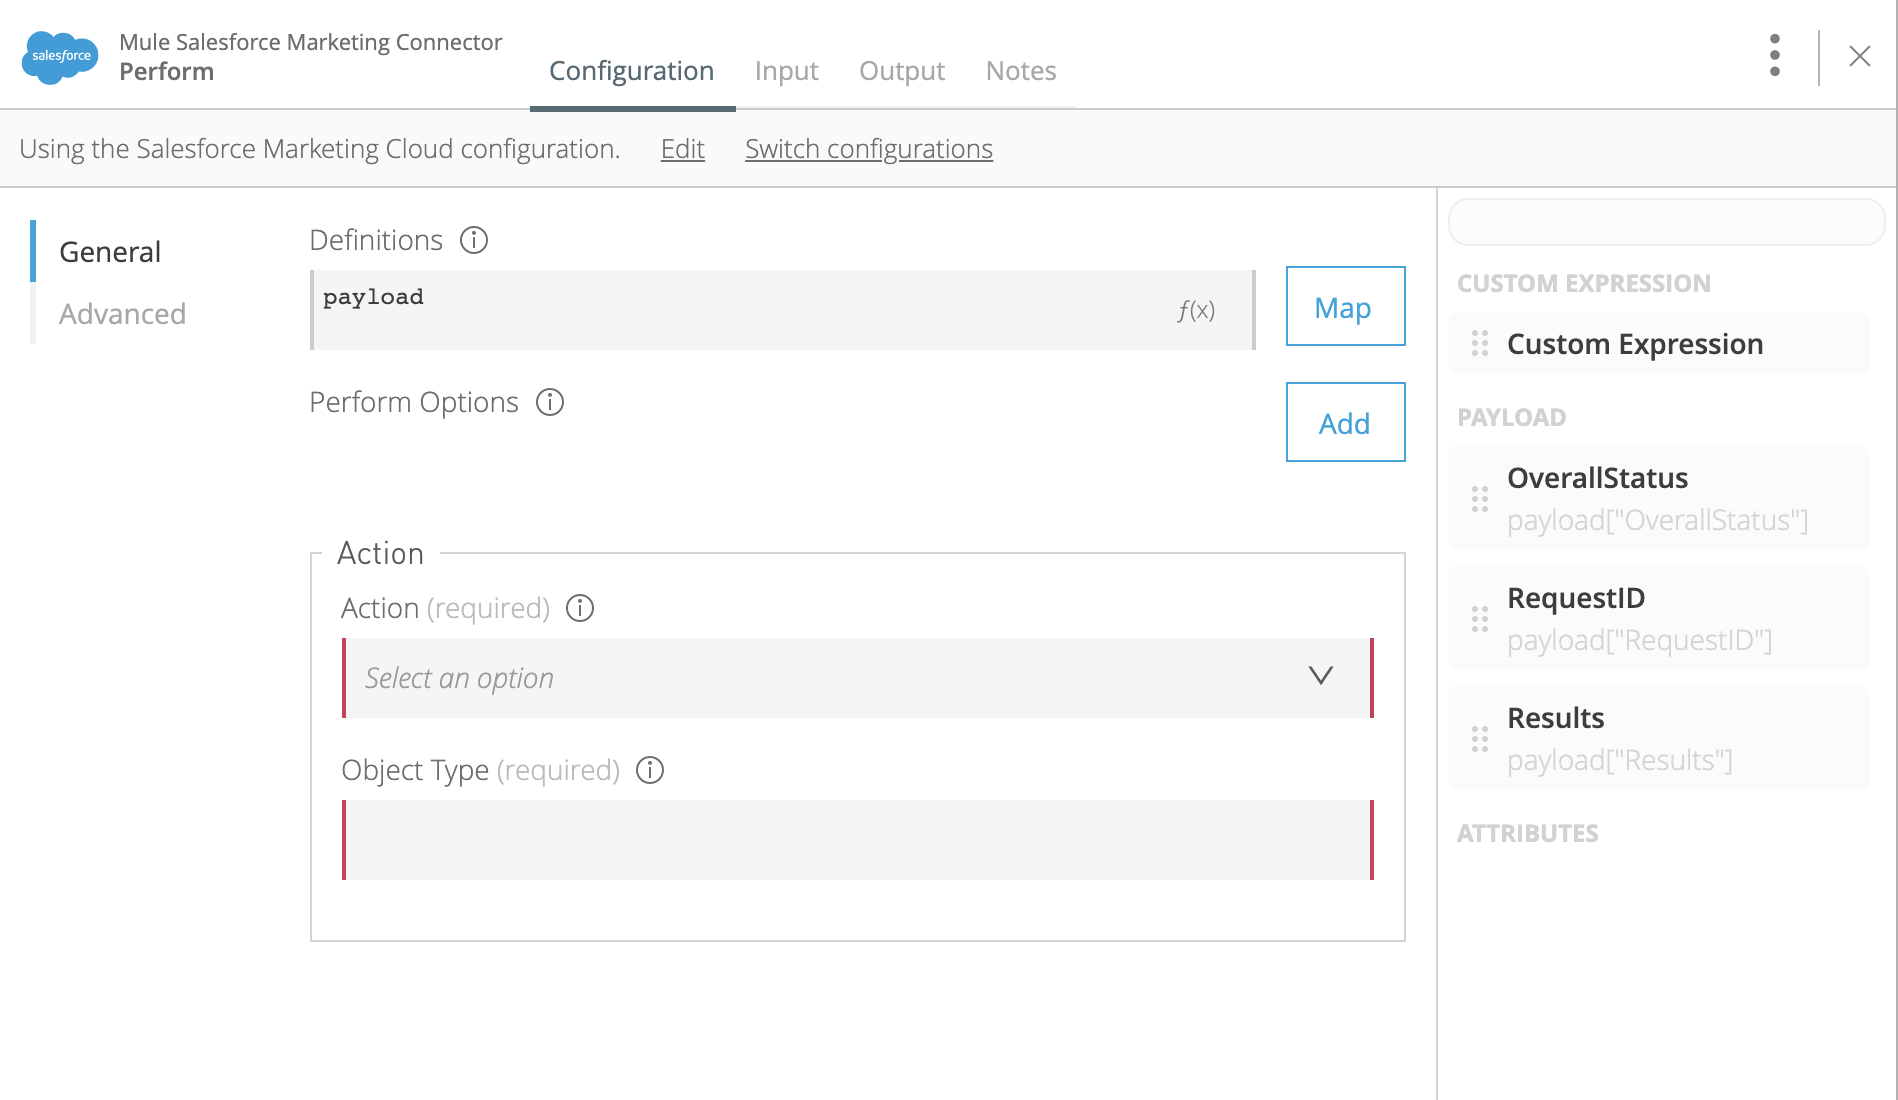 salesforce
Mule Salesforce Marketing Connector
Perform
Configuration
Input
Output
Notes
Using the Salesforce Marketing Cloud configuration.
Edit
Switch configurations
General
Advanced
Definitions
payload
f(x)
Map
Perform Options
Add
Action
Action (required)
Select an option
Object Type (required)
CUSTOM EXPRESSION
Custom Expression
PAYLOAD
OverallStatus
payload["OverallStatus"]
RequestID
payload["RequestID"]
Results
payload["Results"]
ATTRIBUTES